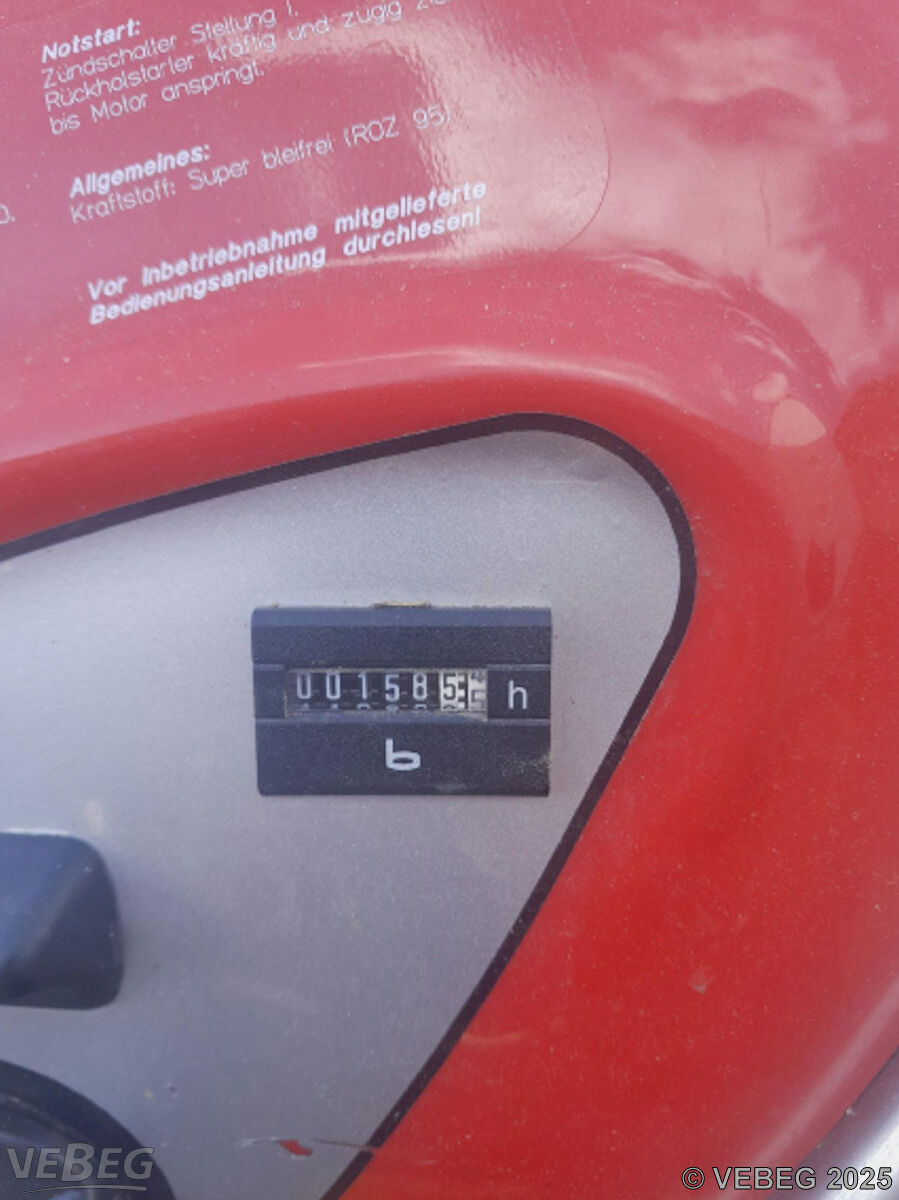 Notstart:
Zündschalter Stellung I.
Rückholstarter kräftig und zügig
bis Motor anspringt.
Allgemeines:
Kraftstoff: Super bleifrei (ROZ 95)
Vor Inbetriebnahme mitgelieferte
Bedienungsanleitung durchlesen!
001585 h
b
VEBEG
© VEBEG 2025